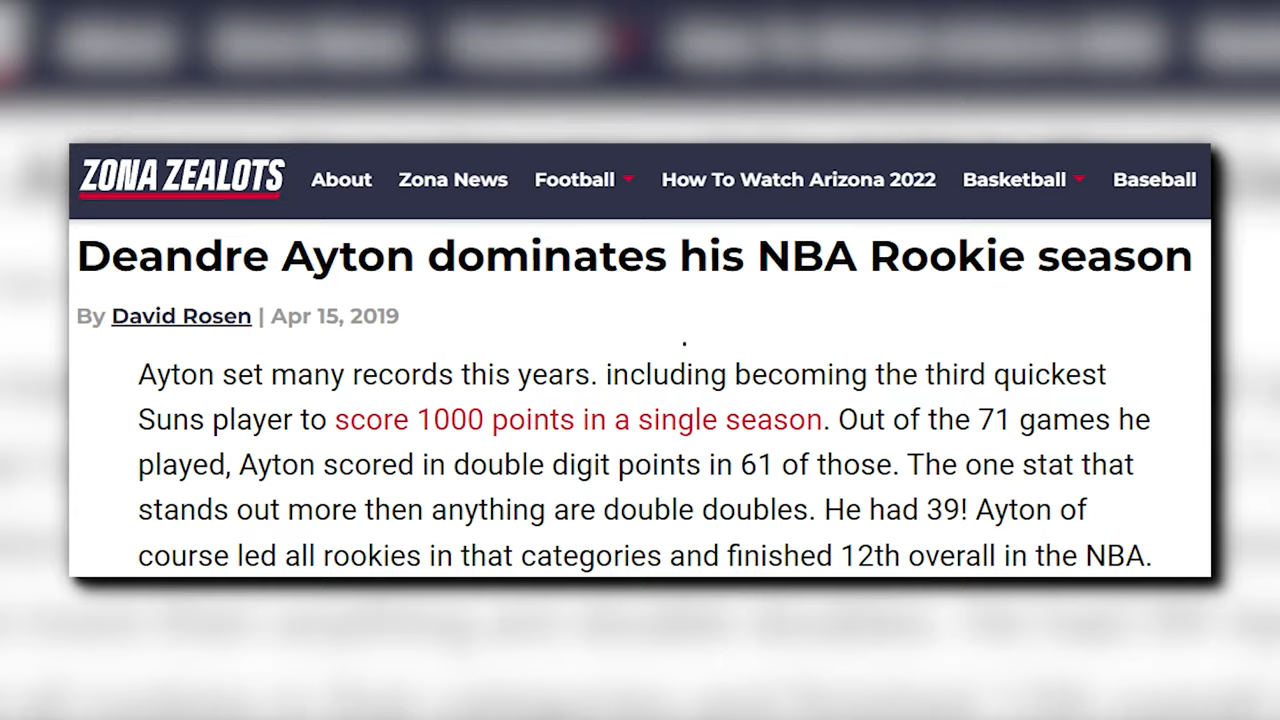 ZONA ZEALOTS About Zona News Football How To Watch Arizona 2022 Basketball Baseball
Deandre Ayton dominates his NBA Rookie season
By David Rosen | Apr 15, 2019
Ayton set many records this years. including becoming the third quickest
Suns player to score 1000 points in a single season. Out of the 71 games he
played, Ayton scored in double digit points in 61 of those. The one stat that
stands out more then anything are double doubles. He had 39! Ayton of
course led all rookies in that categories and finished 12th overall in the NBA.